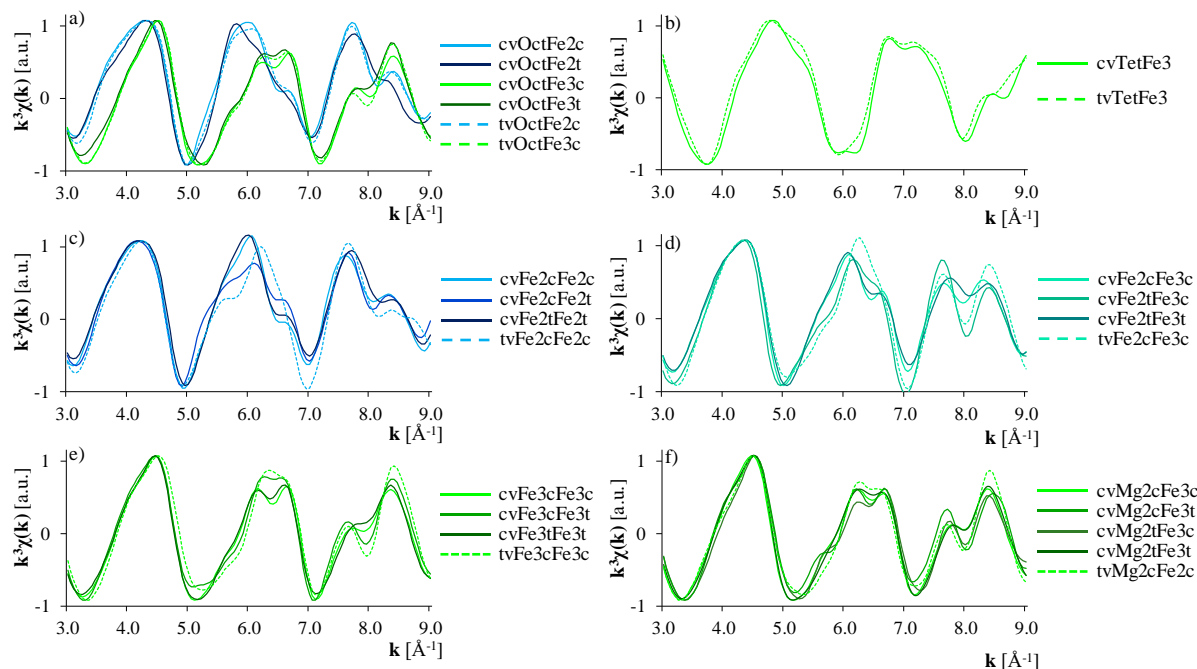 a)
k³χ(k) [a.u.]
1
0
-1
3.0 4.0 5.0 6.0 7.0 8.0 9.0
k [Å⁻¹]
cvOctFe2c
cvOctFe2t
cvOctFe3c
cvOctFe3t
tvOctFe2c
tvOctFe3c
b)
k³χ(k) [a.u.]
1
0
-1
3.0 4.0 5.0 6.0 7.0 8.0 9.0
k [Å⁻¹]
cvTetFe3
tvTetFe3
c)
k³χ(k) [a.u.]
1
0
-1
3.0 4.0 5.0 6.0 7.0 8.0 9.0
k [Å⁻¹]
cvFe2cFe2c
cvFe2cFe2t
cvFe2tFe2t
tvFe2cFe2c
d)
k³χ(k) [a.u.]
1
0
-1
3.0 4.0 5.0 6.0 7.0 8.0 9.0
k [Å⁻¹]
cvFe2cFe3c
cvFe2tFe3c
cvFe2tFe3t
tvFe2cFe3c
e)
k³χ(k) [a.u.]
1
0
-1
3.0 4.0 5.0 6.0 7.0 8.0 9.0
k [Å⁻¹]
cvFe3cFe3c
cvFe3cFe3t
cvFe3tFe3t
tvFe3cFe3c
f)
k³χ(k) [a.u.]
1
0
-1
3.0 4.0 5.0 6.0 7.0 8.0 9.0
k [Å⁻¹]
cvMg2cFe3c
cvMg2cFe3t
cvMg2tFe3c
cvMg2tFe3t
tvMg2cFe2c